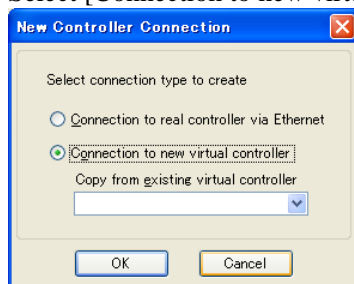 New Controller Connection
Select connection type to create
Connection to real controller via Ethernet
Connection to new virtual controller
Copy from existing virtual controller
OK
Cancel